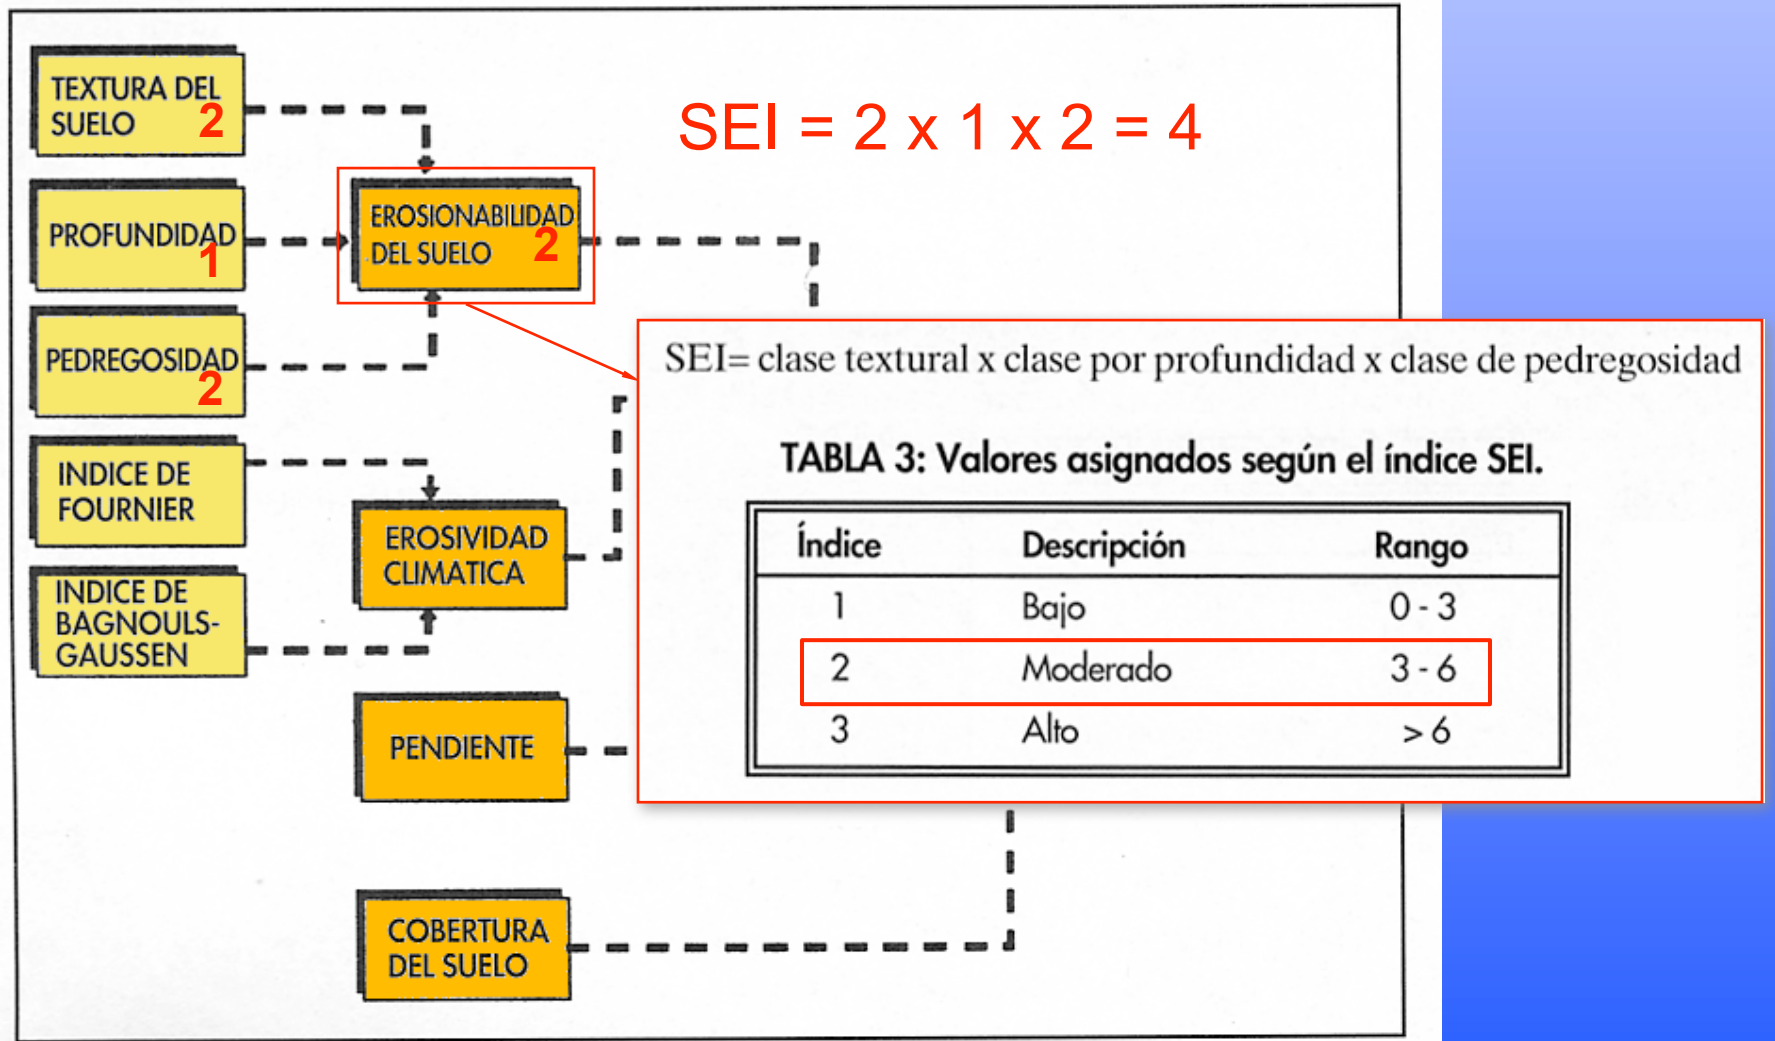 TEXTURA DEL
SUELO 2
SEI = 2 x 1 x 2 = 4
PROFUNDIDAD
1
EROSIONABILIDAD
DEL SUELO 2
PEDREGOSIDAD
2
SEI= clase textural x clase por profundidad x clase de pedregosidad
TABLA 3: Valores asignados según el índice SEI.
Índice Descripción Rango
1 Bajo 0 - 3
2 Moderado 3 - 6
3 Alto > 6
INDICE DE
FOURNIER
EROSIVIDAD
CLIMATICA
INDICE DE
BAGNOULS-
GAUSSEN
PENDIENTE
COBERTURA
DEL SUELO